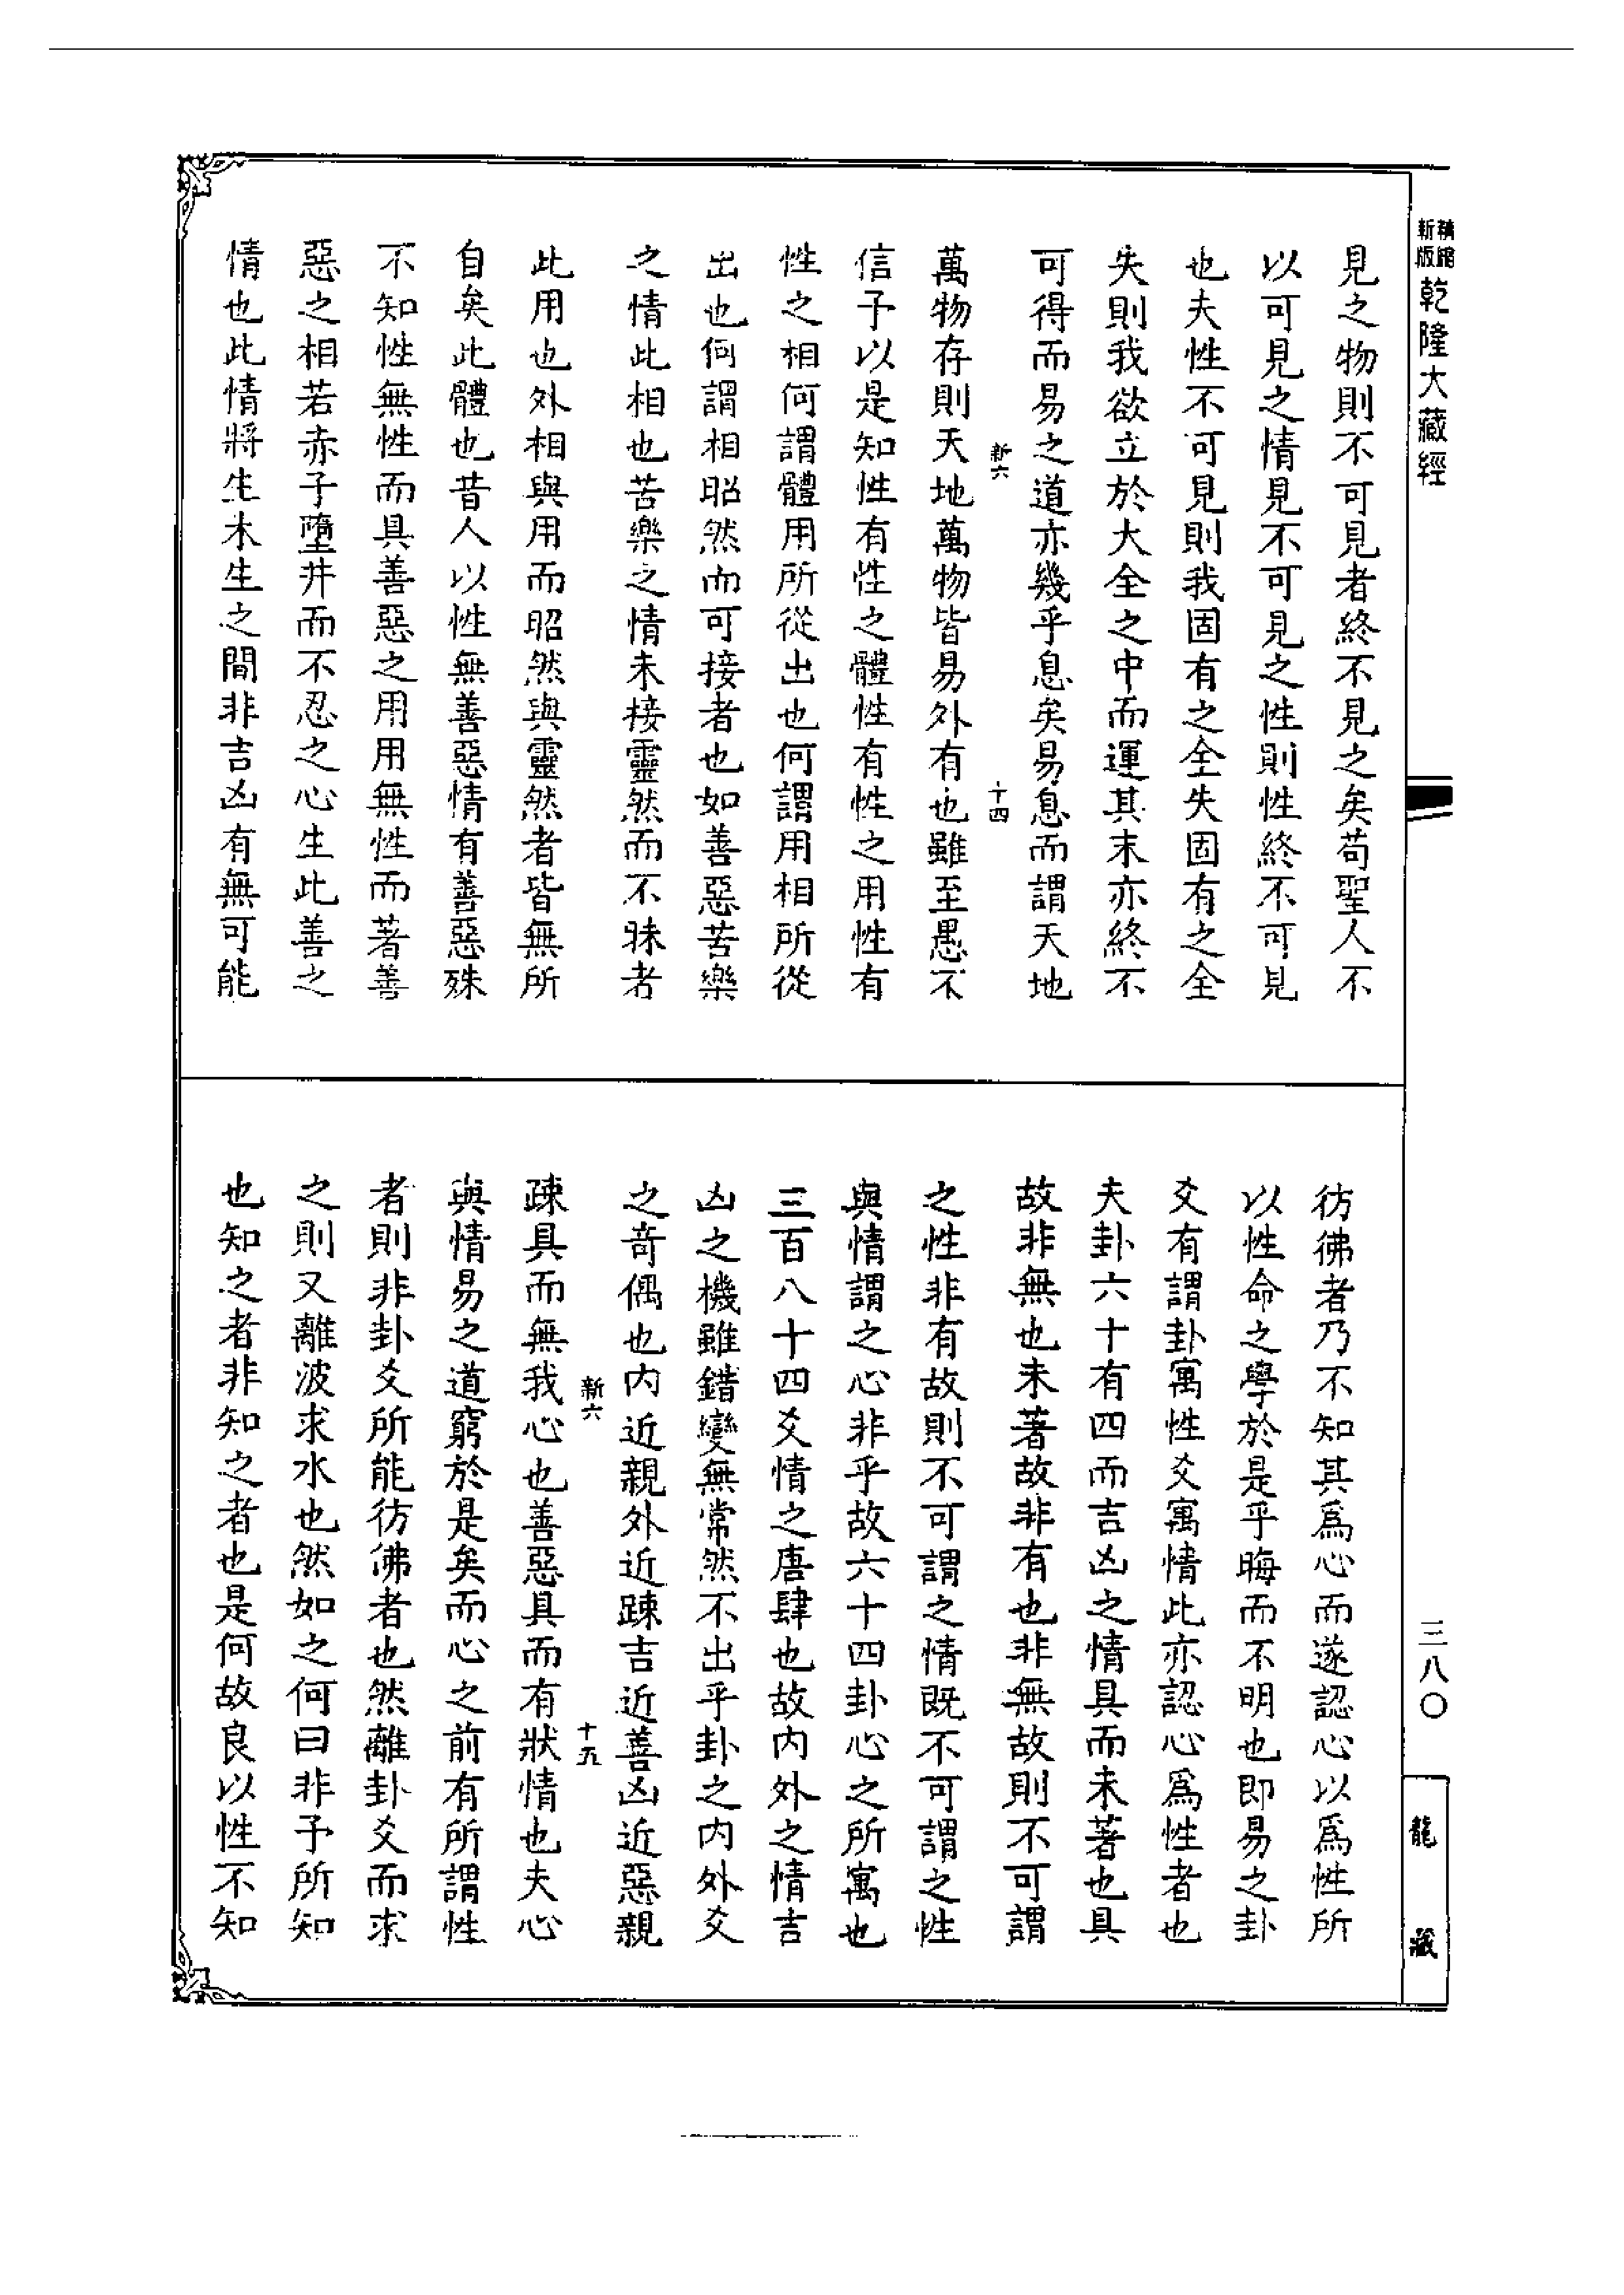 精縮
新版
乾隆大藏經
見之物則不可見者終不見之矣苟聖人不
以可見之情見不可見之性則性終不可見
也夫性不可見則我固有之全失固有之全
失則我欲立於大全之中而運其末亦終不
可得而易之道亦幾乎息矣易息而謂天地
新六
十四
萬物存則天地萬物皆易外有也雖至愚不
信予以是知性有性之體性有性之用性有
性之相何謂體用所從出也何謂用相所從
出也何謂相昭然而可接者也如善惡苦樂
之情此相也苦樂之情未接靈然而不昧者
此用也外相與用而昭然與靈然者皆無所
自矣此體也昔人以性無善惡情有善惡殊
不知性無性而具善惡之用用無性而著善
惡之相若赤子墮井而不忍之心生此善之
情也此情將生未生之間非吉凶有無可能
彷彿者乃不知其爲心而遂認心以爲性所
以性命之學於是乎晦而不明也即易之卦
爻有謂卦寓性爻寓情此亦認心爲性者也
夫卦六十有四而吉凶之情具而未著也具
故非無也未著故非有也非無故則不可謂
之性非有故則不可謂之情既不可謂之性
與情謂之心非乎故六十四卦心之所寓也
三百八十四爻情之唐肆也故內外之情吉
凶之機雖錯變無常然不出乎卦之內外爻
之奇偶也內近親外近踈吉近善凶近惡親
新六
十五
踈具而無我心也善惡具而有狀情也夫心
與情易之道窮於是矣而心之前有所謂性
者則非卦爻所能彷彿者也然離卦爻而求
之則又離波求水也然如之何曰非予所知
也知之者非知之者也是何故良以性不知
三八〇
龍藏